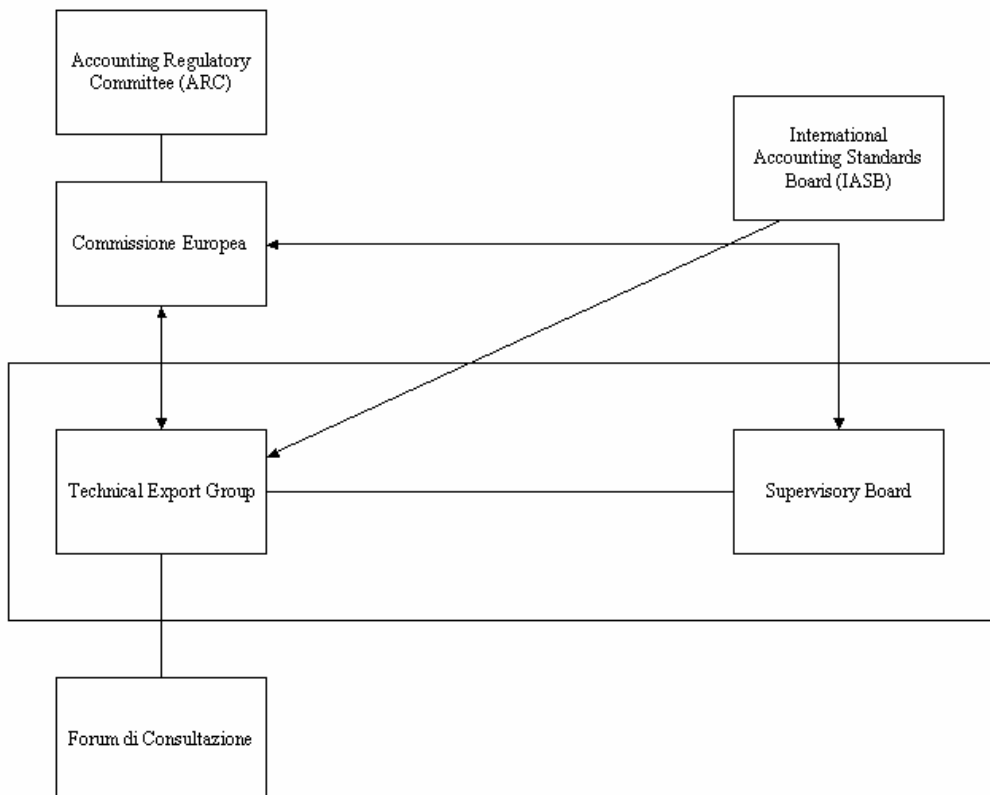 Accounting Regulatory
Committee (ARC)
International
Accounting Standards
Board (IASB)
Commissione Europea
Technical Export Group
Supervisory Board
Forum di Consultazione